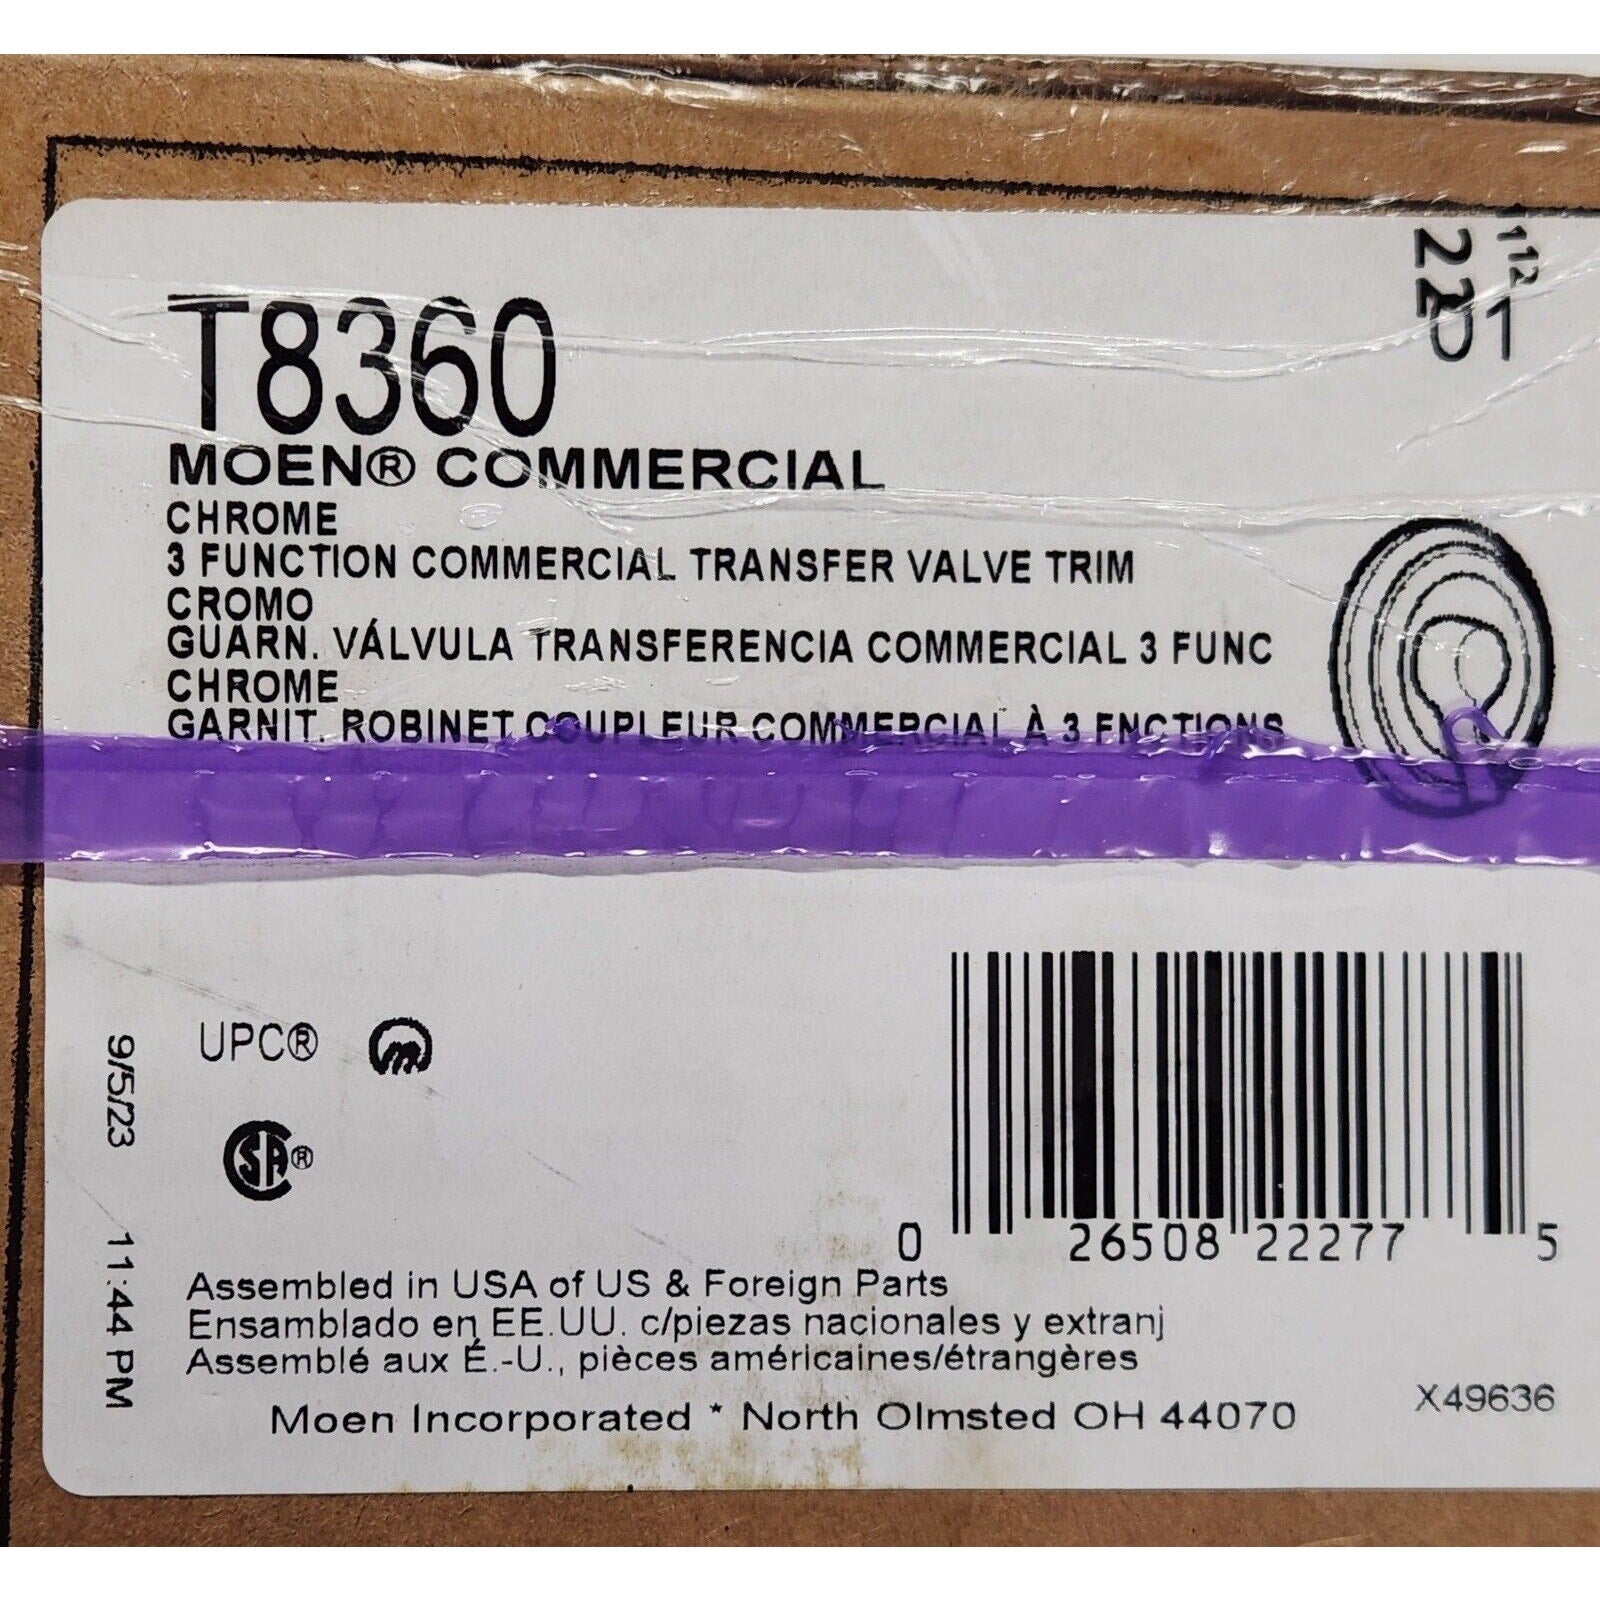 T8360
MOEN® COMMERCIAL
CHROME
3 FUNCTION COMMERCIAL TRANSFER VALVE TRIM
CROMO
GUARN. VÁLVULA TRANSFERENCIA COMMERCIAL 3 FUNC
CHROME
GARNIT. ROBINET COUPLEUR COMMERCIAL À 3 FNCTIONS
UPC®
SA®
9/5/23 11:44 PM
0 26508 22277 5
Assembled in USA of US & Foreign Parts
Ensamblado en EE.UU. c/piezas nacionales y extranj
Assemblé aux É.-U., pièces américaines/étrangères
Moen Incorporated * North Olmsted OH 44070
X49636